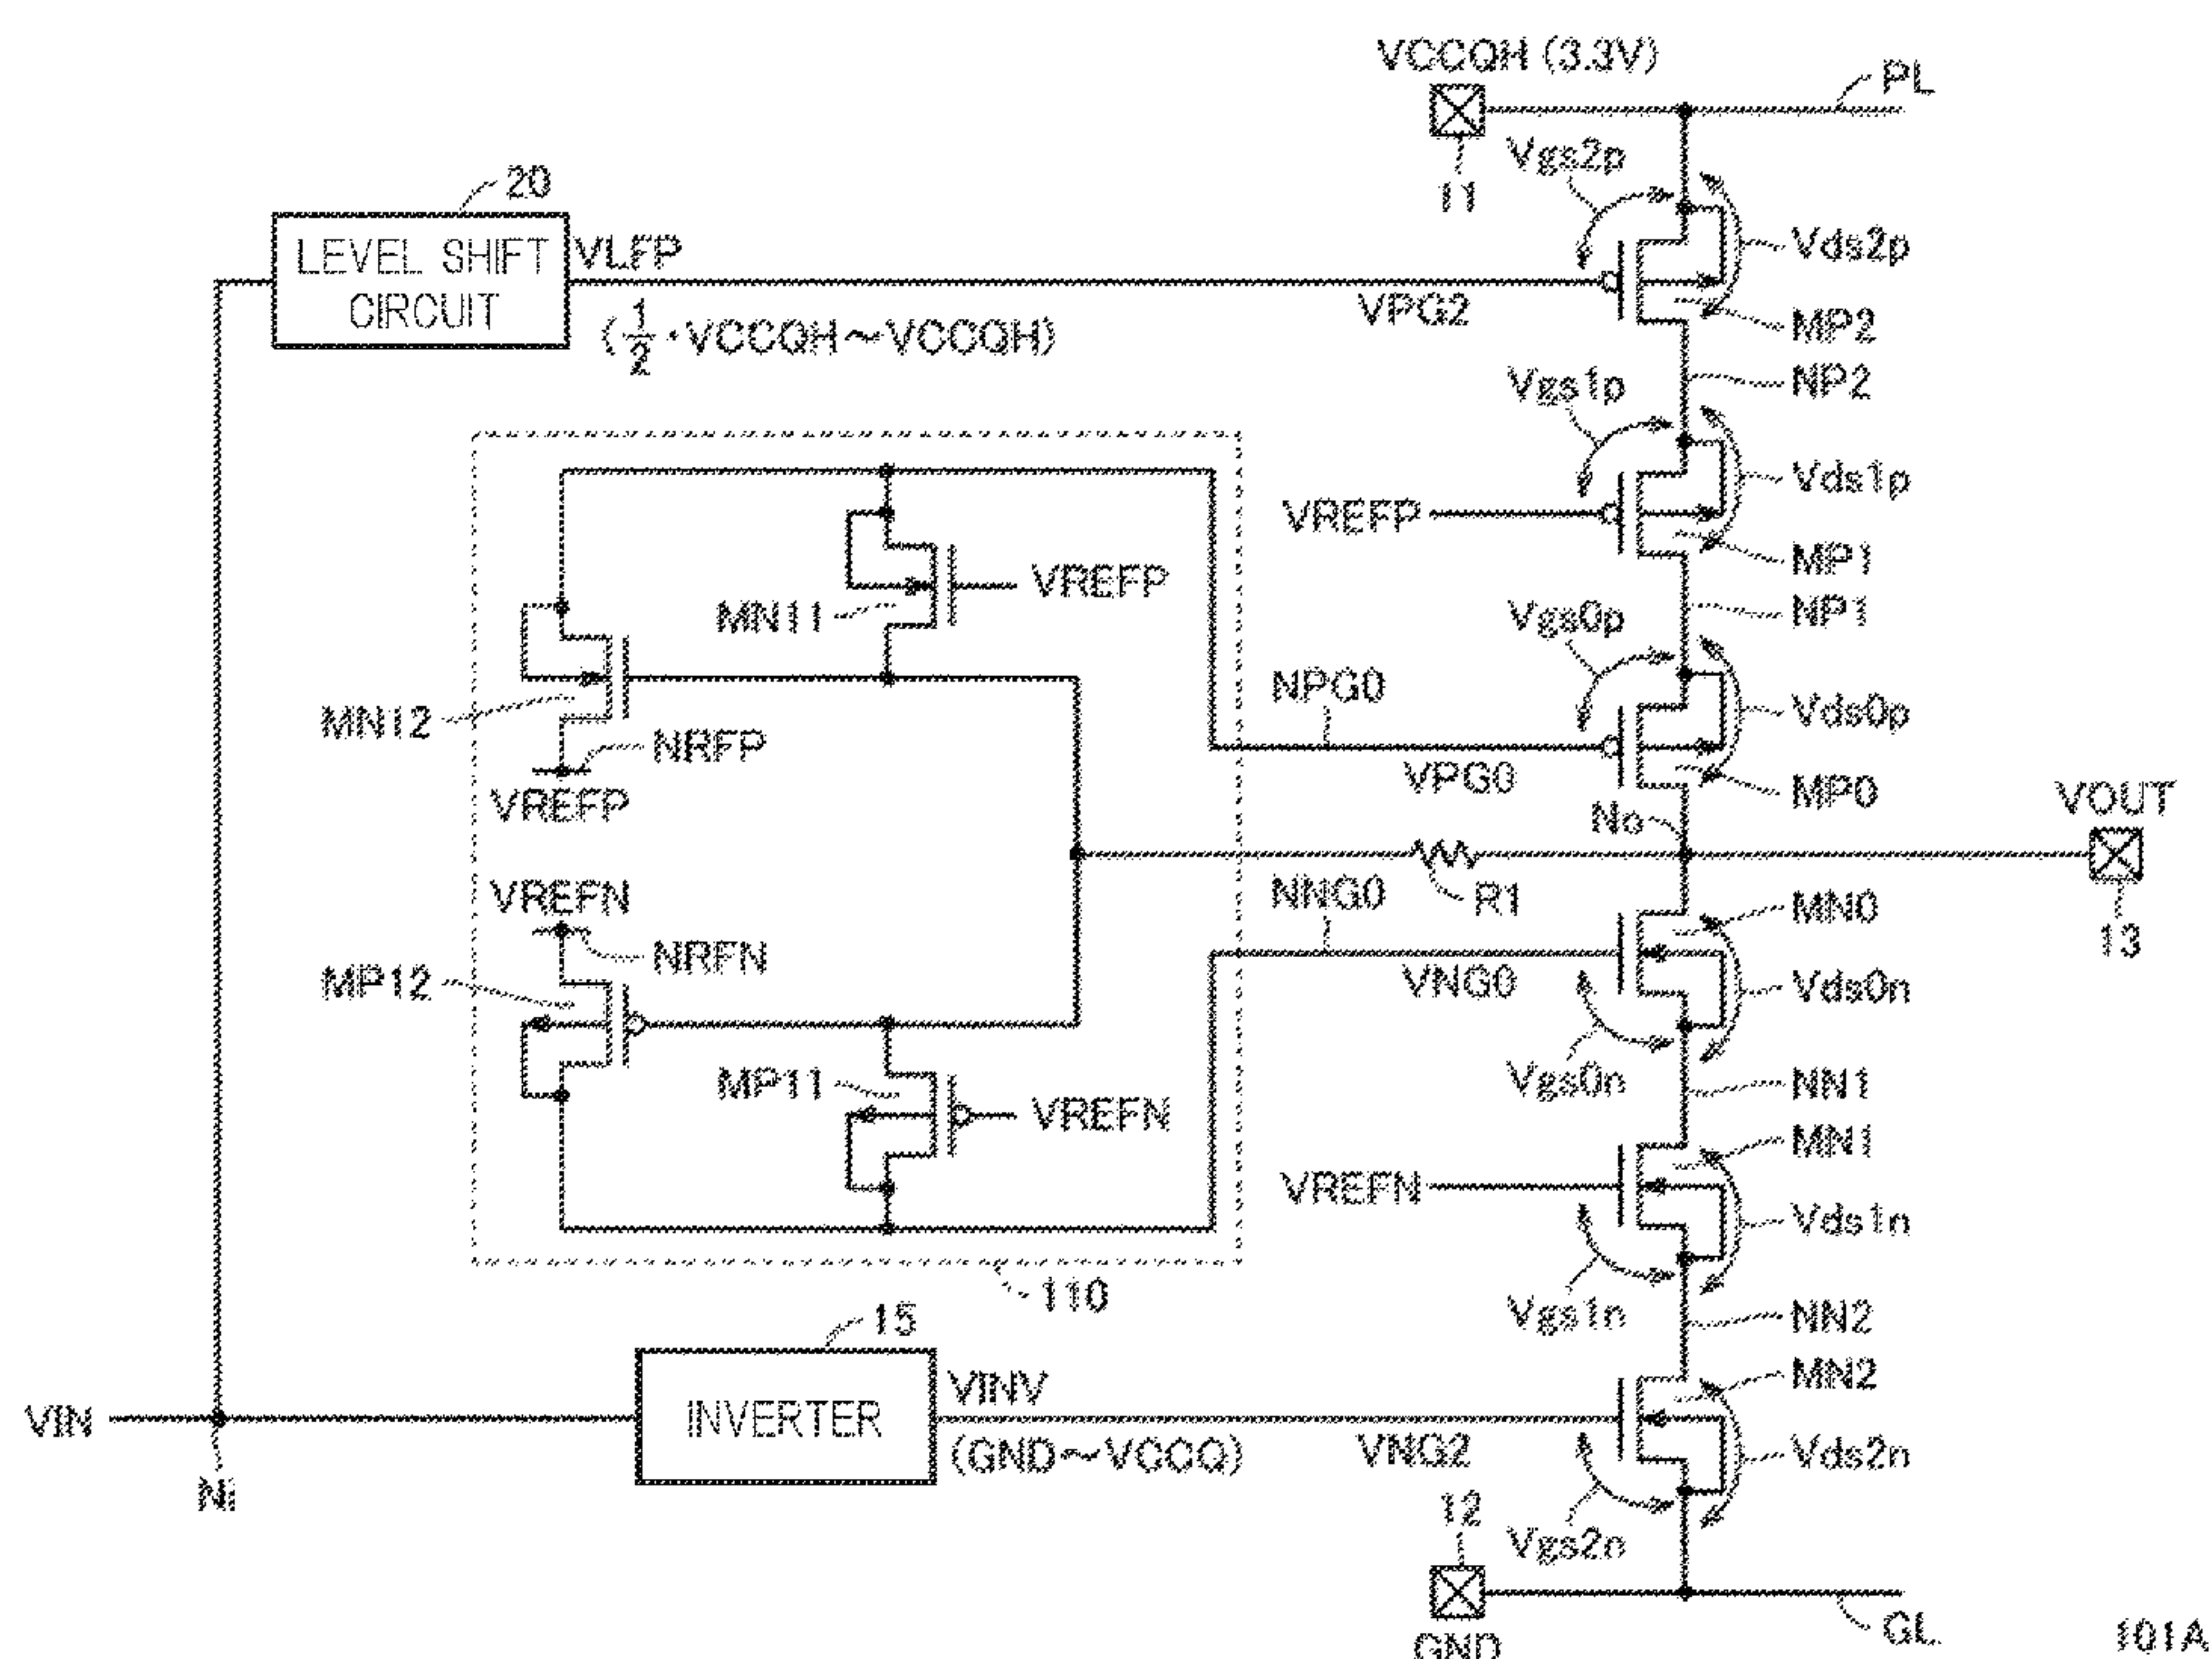 VCCQH (3.3V)
PL
11
Vgs2p
20
LEVEL SHIFT
CIRCUIT
VLFP
(1/2・VCCQH~VCCQH)
VPG2
Vds2p
MP2
NP2
Vgs1p
VREFP
Vds1p
MP1
MN11
VREFP
Vgs0p
NP1
NPG0
Vds0p
MN12
NRFP
VREFP
VPG0
MP0
No
VOUT
13
R1
VREFN
NRFN
NNG0
MN0
MP12
VNG0
Vds0n
Vgs0n
NN1
MP11
VREFN
MN1
VREFN
Vds1n
110
Vgs1n
NN2
15
INVERTER
VINV
(GND~VCCQ)
VNG2
MN2
VIN
Ni
Vds2n
12
Vgs2n
GND
GL
101A